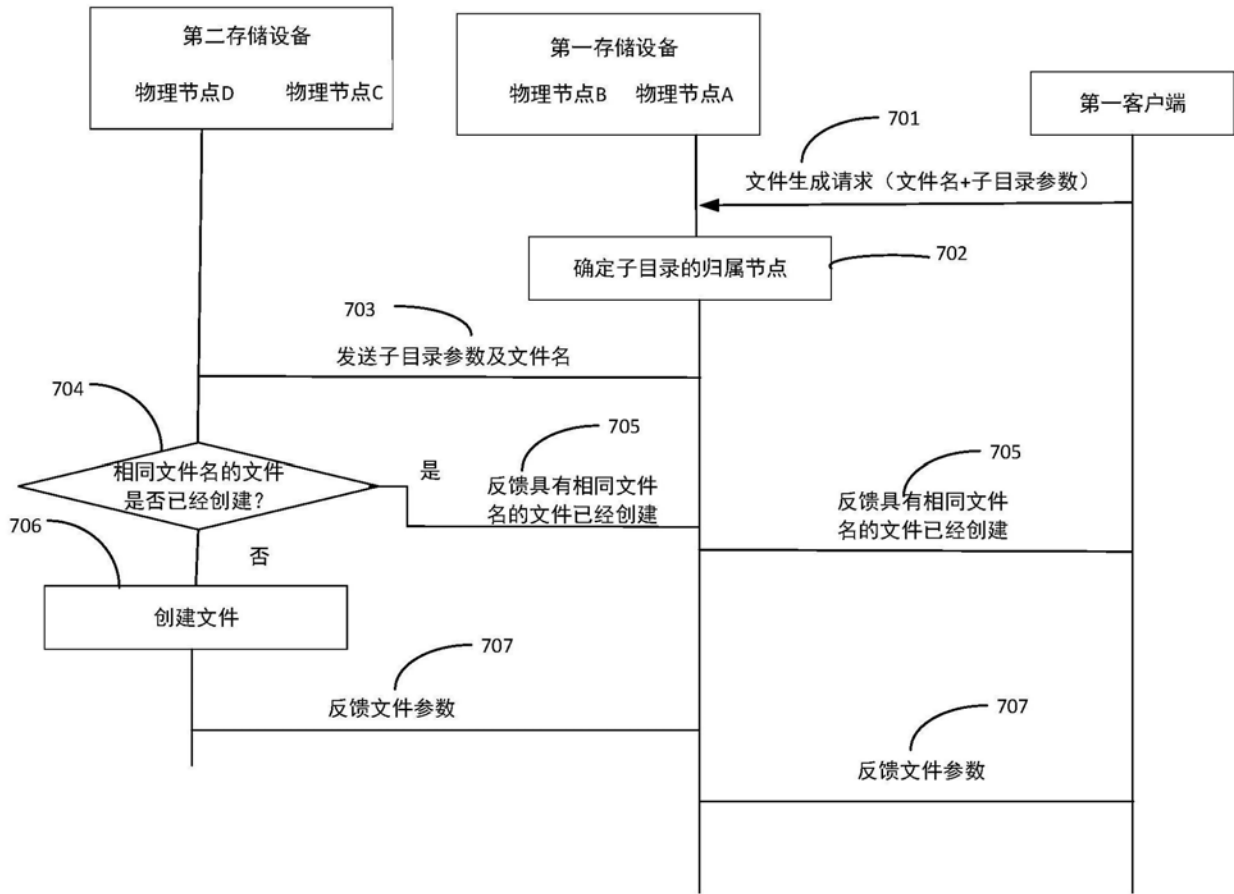 第二存储设备
物理节点D
物理节点C
第一存储设备
物理节点B
物理节点A
第一客户端
701
文件生成请求（文件名+子目录参数）
确定子目录的归属节点
702
703
发送子目录参数及文件名
704
相同文件名的文件
是否已经创建？
是
705
反馈具有相同文件
名的文件已经创建
705
反馈具有相同文件
名的文件已经创建
706
否
创建文件
707
反馈文件参数
707
反馈文件参数